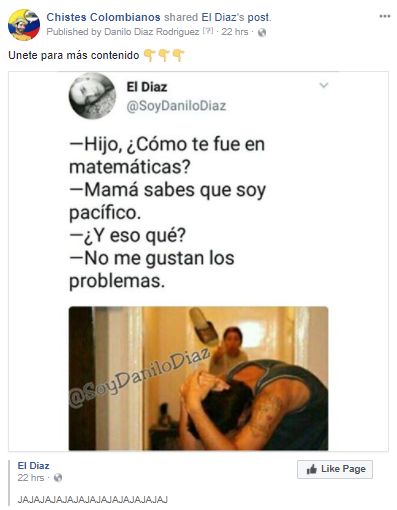 Chistes Colombianos shared El Diaz's post.
Published by Danilo Diaz Rodriguez [?] · 22 hrs ·
Unete para más contenido 👇👇👇
El Diaz
@SoyDaniloDiaz
—Hijo, ¿Cómo te fue en
matemáticas?
—Mamá sabes que soy
pacífico.
—¿Y eso qué?
—No me gustan los
problemas.
@SoyDaniloDiaz
El Diaz
22 hrs ·
Like Page
JAJAJAJAJAJAJAJAJAJAJAJAJAJ